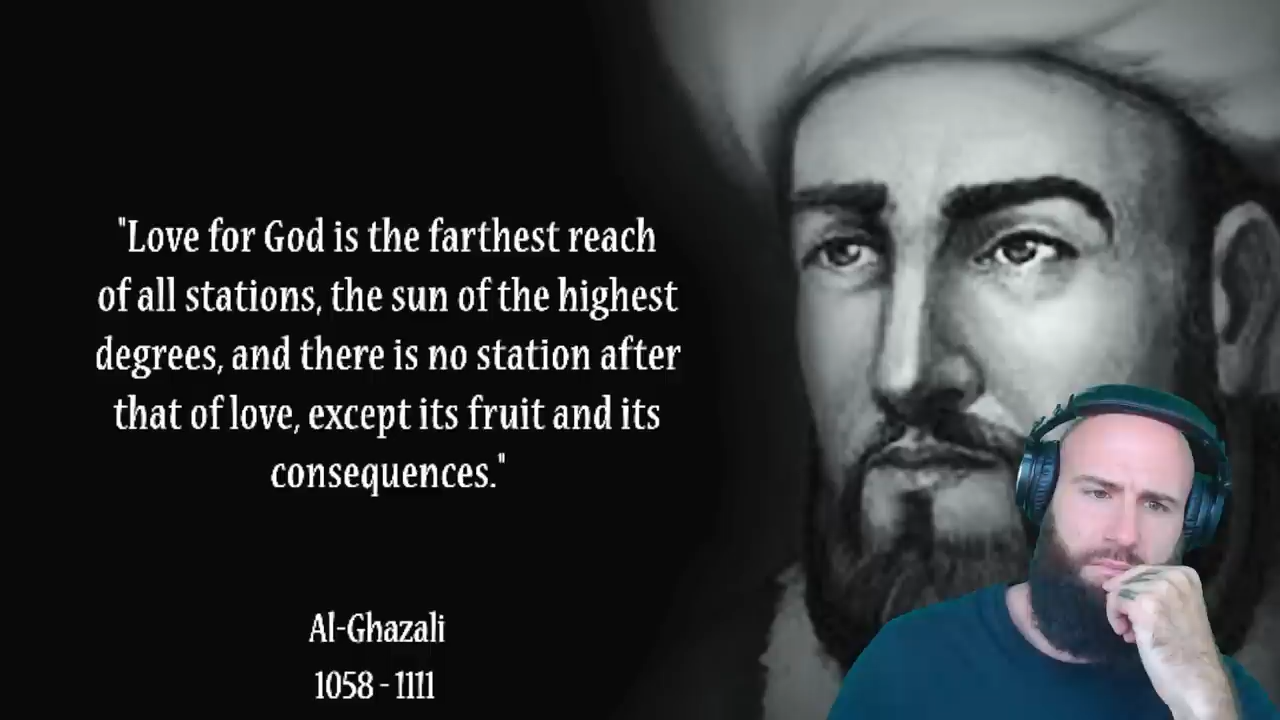 "Love for God is the farthest reach
of all stations, the sun of the highest
degrees, and there is no station after
that of love, except its fruit and its
consequences."
Al-Ghazali
1058 - 1111